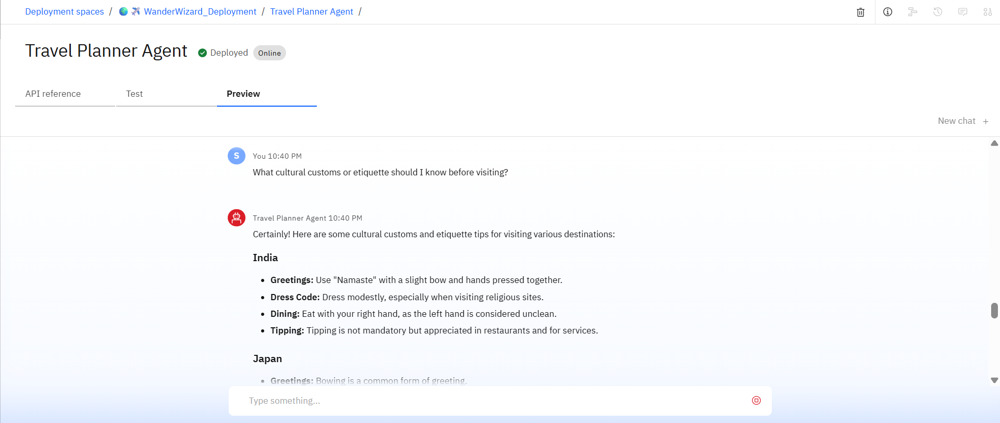 Deployment spaces / 🌍 ✈️ WanderWizard_Deployment / Travel Planner Agent /
Travel Planner Agent Deployed Online
API reference Test Preview
New chat +
S You 10:40 PM
What cultural customs or etiquette should I know before visiting?
Travel Planner Agent 10:40 PM
Certainly! Here are some cultural customs and etiquette tips for visiting various destinations:
India
• Greetings: Use "Namaste" with a slight bow and hands pressed together.
• Dress Code: Dress modestly, especially when visiting religious sites.
• Dining: Eat with your right hand, as the left hand is considered unclean.
• Tipping: Tipping is not mandatory but appreciated in restaurants and for services.
Japan
• Greetings: Bowing is a common form of greeting.
Type something...